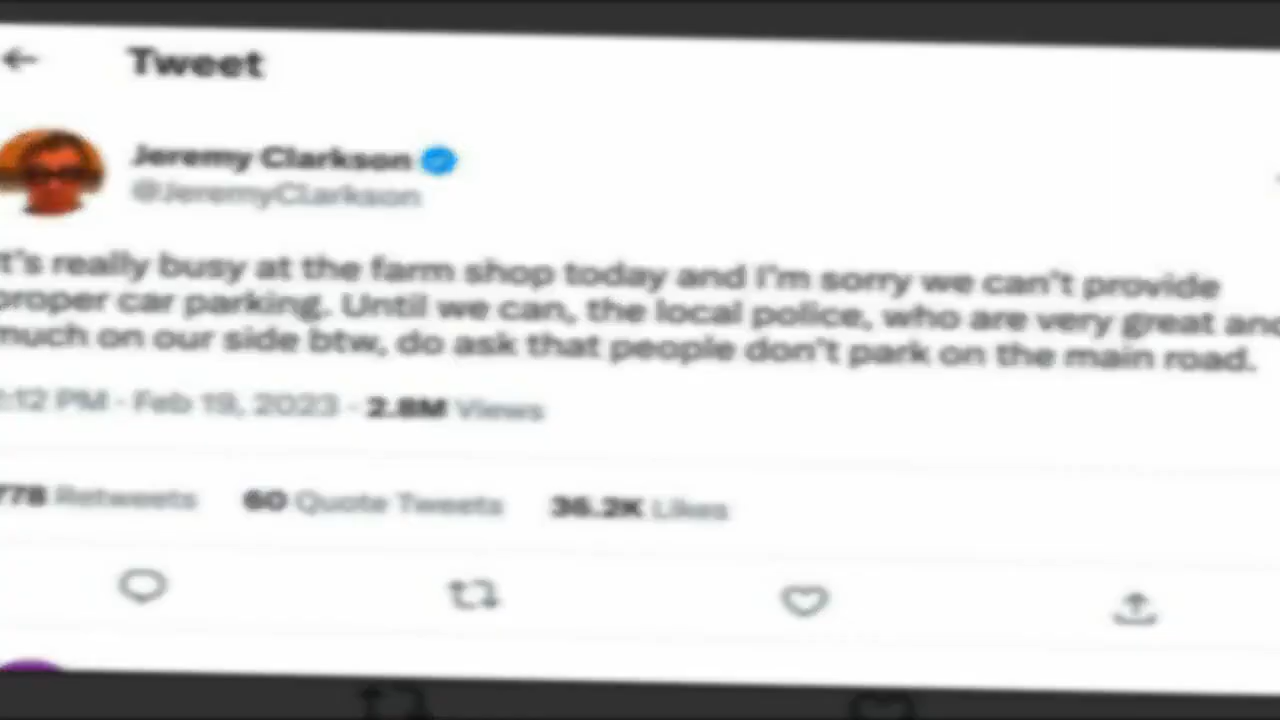 Tweet
Jeremy Clarkson
@JeremyClarkson
t's really busy at the farm shop today and I'm sorry we can't provide
proper car parking. Until we can, the local police, who are very great and
much on our side btw, do ask that people don't park on the main road.
:12 PM · Feb 19, 2023 · 2.8M Views
778 Retweets 60 Quote Tweets 36.2K Likes